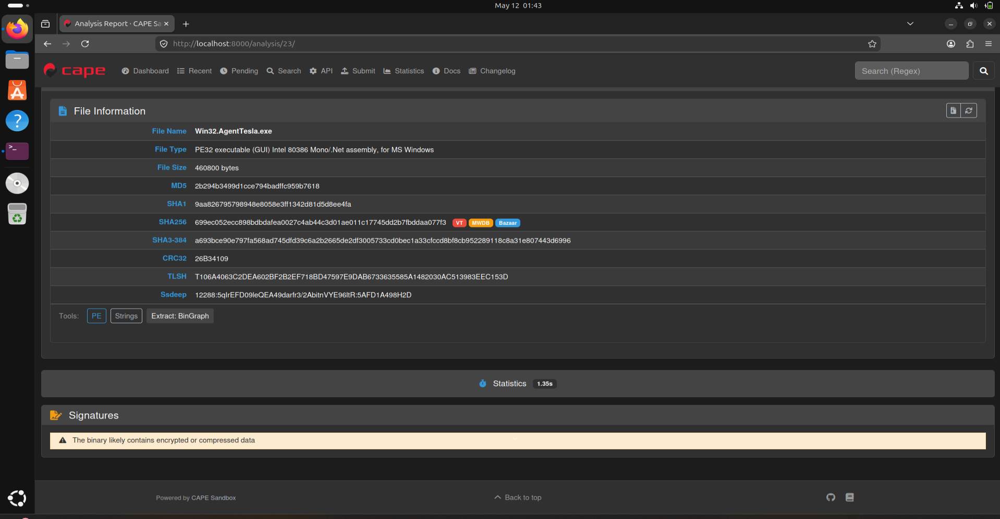 May 12 01:43
Analysis Report · CAPE Sa
http://localhost:8000/analysis/23/
cape
Dashboard Recent Pending Search API Submit Statistics Docs Changelog
Search (Regex)
File Information
File Name Win32.AgentTesla.exe
File Type PE32 executable (GUI) Intel 80386 Mono/.Net assembly, for MS Windows
File Size 460800 bytes
MD5 2b294b3499d1cce794badffc959b7618
SHA1 9aa826795798948e8058e3ff1342d81d5d8ee4fa
SHA256 699ec052ecc898bdbdafea0027c4ab44c3d01ae011c17745dd2b7fbddaa077f3 VT MWDB Bazaar
SHA3-384 a693bce90e797fa568ad745dfd39c6a2b2665de2df3005733cd0bec1a33cfccd8bf8cb952289118c8a31e807443d6996
CRC32 26B34109
TLSH T106A4063C2DEA602BF2B2EF718BD47597E9DAB6733635585A1482030AC513983EEC153D
Ssdeep 12288:5qIrEFD09leQEA49darfr3/2AbitnVYE96ltR:5AFD1A498H2D
Tools: PE Strings Extract: BinGraph
Statistics 1.35s
Signatures
The binary likely contains encrypted or compressed data
Powered by CAPE Sandbox
Back to top